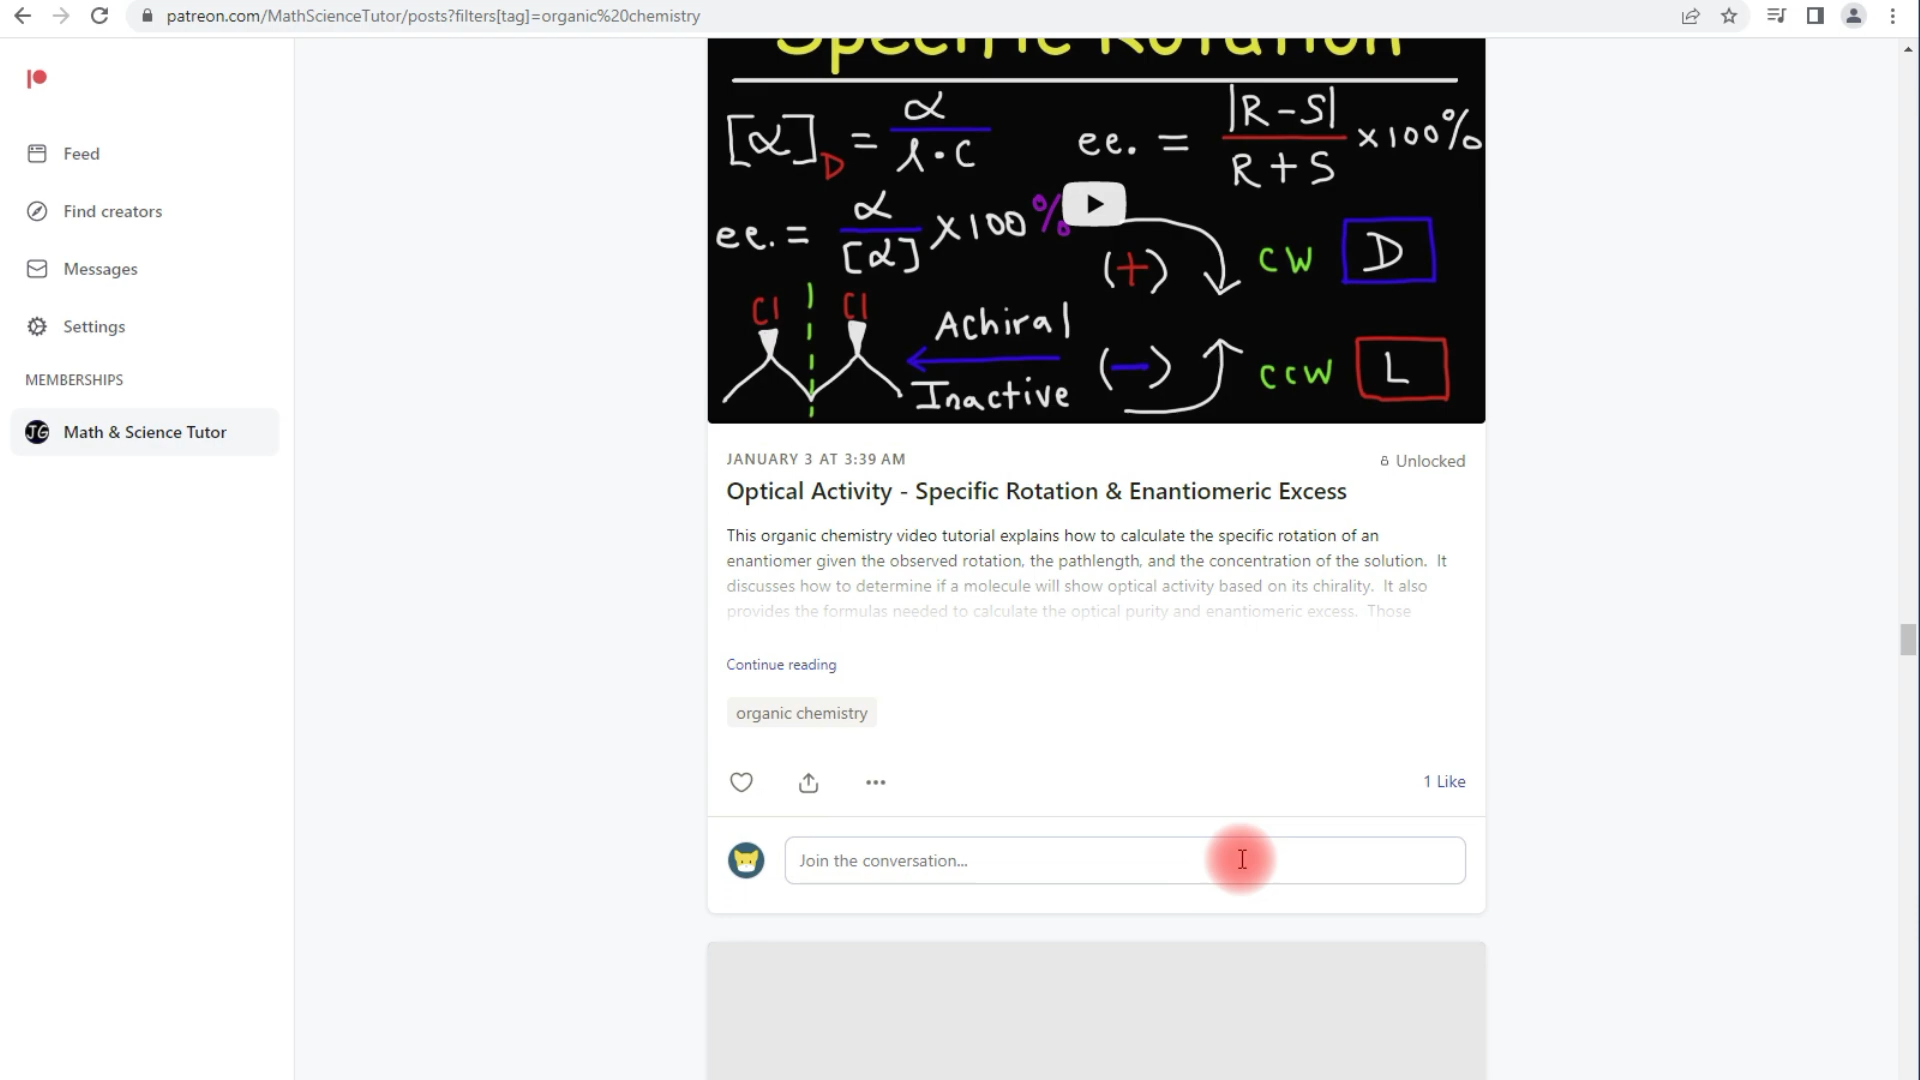 patreon.com/MathScienceTutor/posts?filters[tag]=organic%20chemistry
Feed
Find creators
Messages
Settings
MEMBERSHIPS
JG Math & Science Tutor
Specific Rotation
[α]D = α / l·C
ee. = |R-S| / R+S ×100%
ee. = α / [α] ×100%
(+) CW D
Cl Cl
Achiral
Inactive
(-) CCW L
JANUARY 3 AT 3:39 AM
Unlocked
Optical Activity - Specific Rotation & Enantiomeric Excess
This organic chemistry video tutorial explains how to calculate the specific rotation of an
enantiomer given the observed rotation, the pathlength, and the concentration of the solution. It
discusses how to determine if a molecule will show optical activity based on its chirality. It also
provides the formulas needed to calculate the optical purity and enantiomeric excess. Those
Continue reading
organic chemistry
1 Like
Join the conversation...